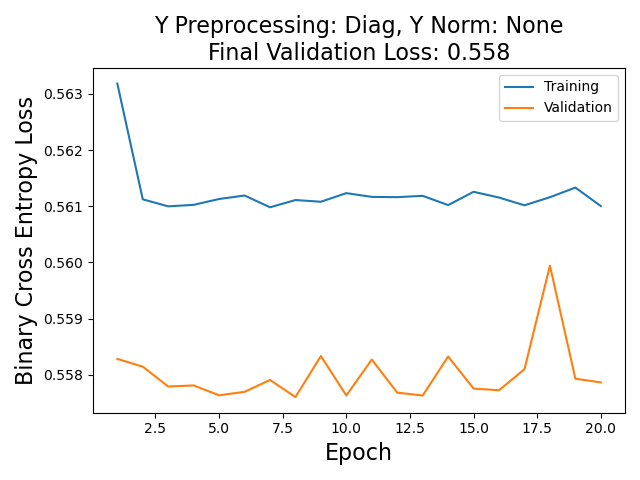 Y Preprocessing: Diag, Y Norm: None
Final Validation Loss: 0.558
Training
Validation
0.563
0.562
0.561
0.560
0.559
0.558
Binary Cross Entropy Loss
2.5 5.0 7.5 10.0 12.5 15.0 17.5 20.0
Epoch